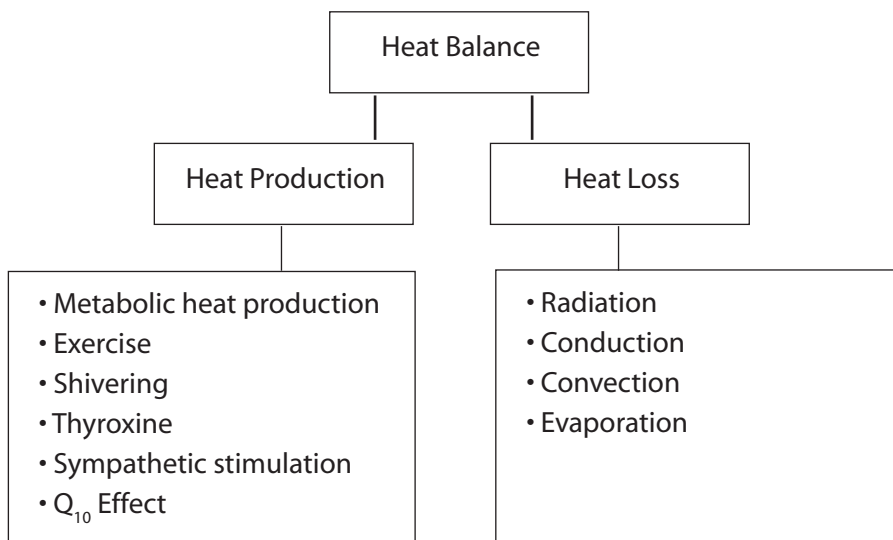 Heat Balance
Heat Production
Heat Loss
• Metabolic heat production
• Exercise
• Shivering
• Thyroxine
• Sympathetic stimulation
• Q₁₀ Effect
• Radiation
• Conduction
• Convection
• Evaporation